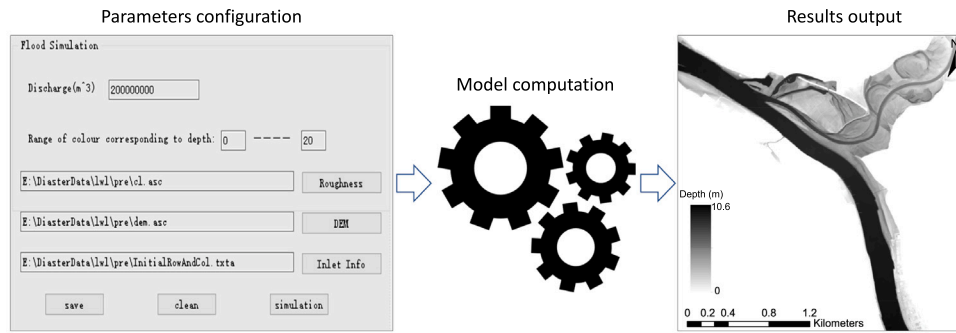 Parameters configuration
Flood Simulation
Discharge(m^3) 200000000
Range of colour corresponding to depth: 0 ---- 20
E:\DiasterData\lwl\pre\cl.asc Roughness
E:\DiasterData\lwl\pre\dem.asc DEM
E:\DiasterData\lwl\pre\InitialRowAndCol.txta Inlet Info
save clean simulation
Model computation
Results output
N
Depth (m)
10.6
0
0 0.2 0.4 0.8 1.2
Kilometers